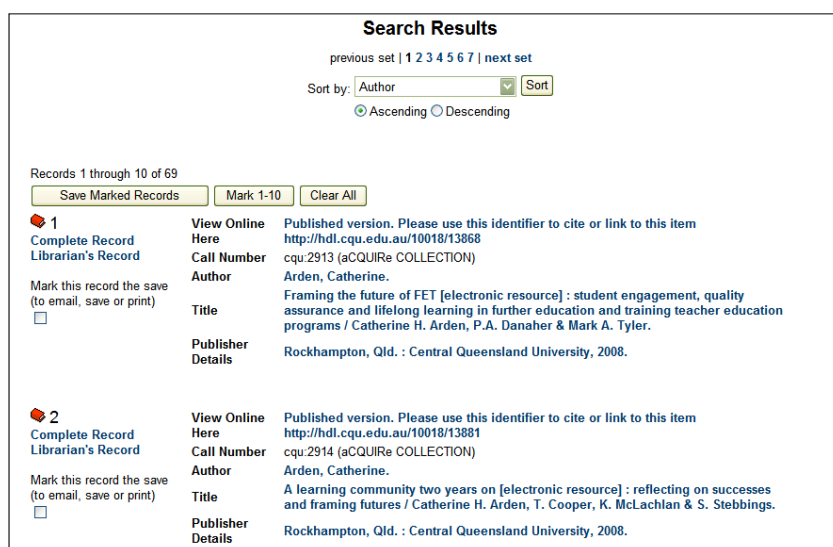 Search Results
previous set | 1 2 3 4 5 6 7 | next set
Sort by: Author Sort
Ascending Descending
Records 1 through 10 of 69
Save Marked Records Mark 1-10 Clear All
1
Complete Record
Librarian's Record
Mark this record the save
(to email, save or print)
View Online
Here
Published version. Please use this identifier to cite or link to this item
http://hdl.cqu.edu.au/10018/13868
Call Number cqu:2913 (aCQUIRe COLLECTION)
Author Arden, Catherine.
Title
Framing the future of FET [electronic resource] : student engagement, quality
assurance and lifelong learning in further education and training teacher education
programs / Catherine H. Arden, P.A. Danaher & Mark A. Tyler.
Publisher
Details
Rockhampton, Qld. : Central Queensland University, 2008.
2
Complete Record
Librarian's Record
Mark this record the save
(to email, save or print)
View Online
Here
Published version. Please use this identifier to cite or link to this item
http://hdl.cqu.edu.au/10018/13881
Call Number cqu:2914 (aCQUIRe COLLECTION)
Author Arden, Catherine.
Title
A learning community two years on [electronic resource] : reflecting on successes
and framing futures / Catherine H. Arden, T. Cooper, K. McLachlan & S. Stebbings.
Publisher
Details
Rockhampton, Qld. : Central Queensland University, 2008.